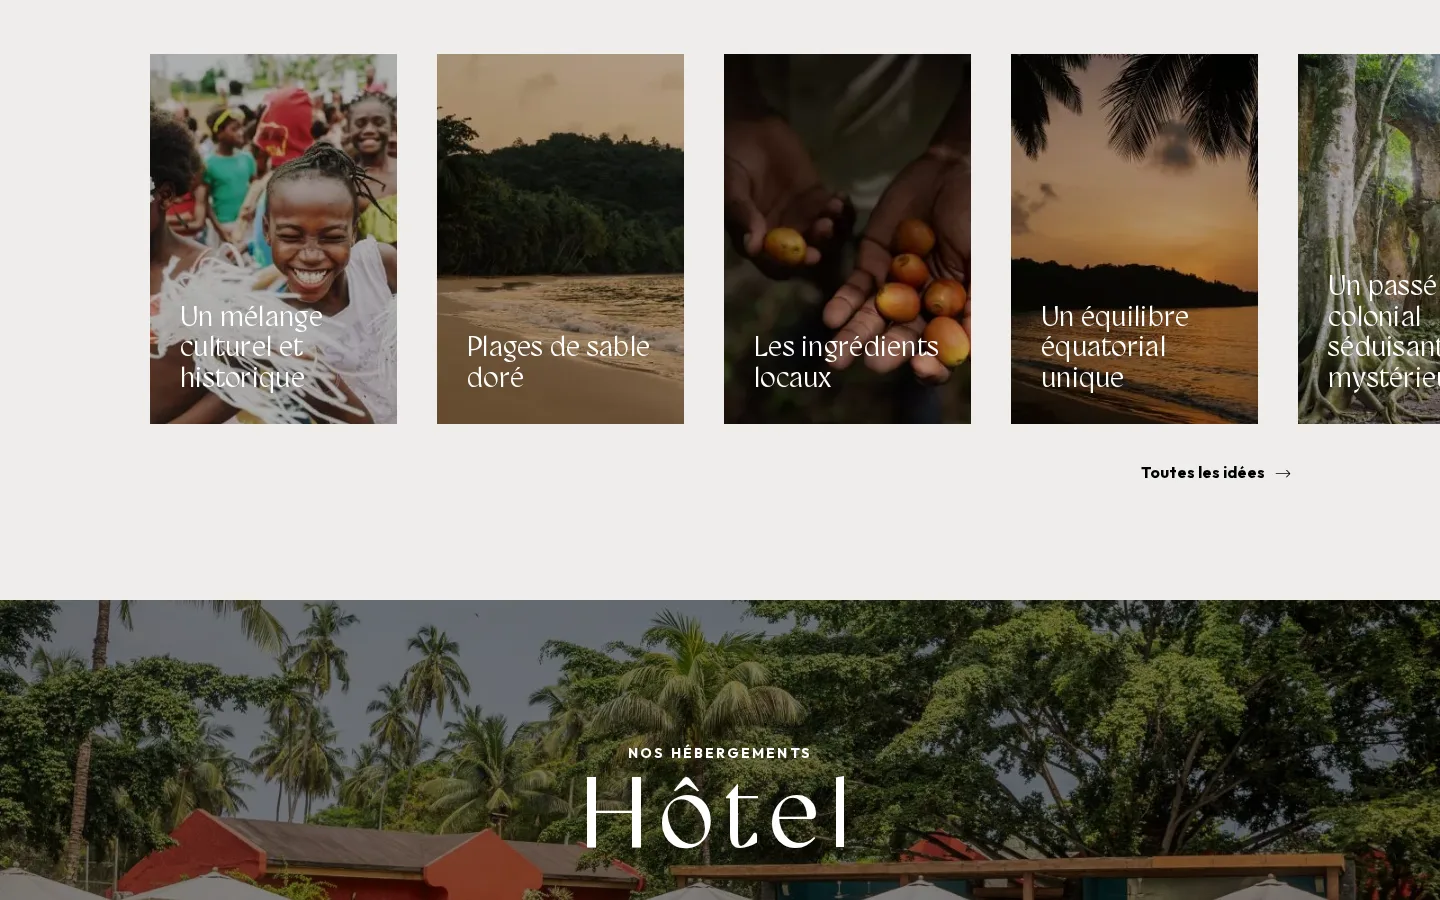 Un mélange
culturel et
historique
Plages de sable
doré
Les ingrédients
locaux
Un équilibre
équatorial
unique
Un passé
colonial
séduisant
Toutes les idées
NOS HÉBERGEMENTS
Hôtel